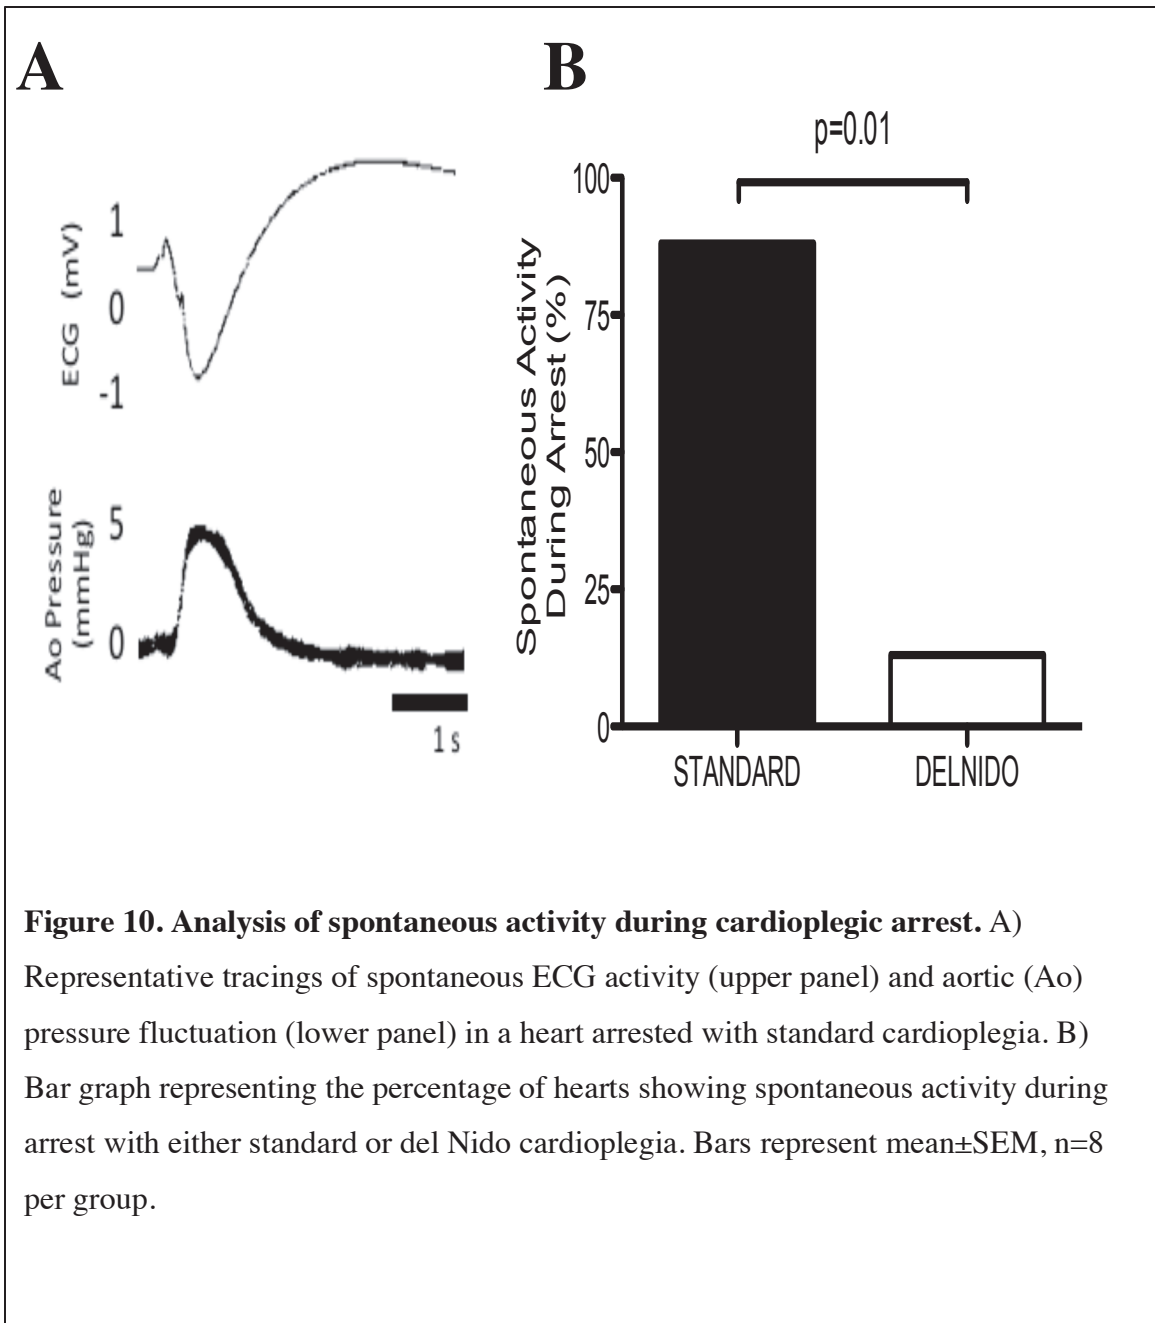 A
B
ECG (mV)
1
0
-1
Ao Pressure
(mmHg)
5
0
1 s
p=0.01
Spontaneous Activity
During Arrest (%)
100
75
50
25
0
STANDARD
DELNIDO
Figure 10. Analysis of spontaneous activity during cardioplegic arrest. A)
Representative tracings of spontaneous ECG activity (upper panel) and aortic (Ao)
pressure fluctuation (lower panel) in a heart arrested with standard cardioplegia. B)
Bar graph representing the percentage of hearts showing spontaneous activity during
arrest with either standard or del Nido cardioplegia. Bars represent mean±SEM, n=8
per group.